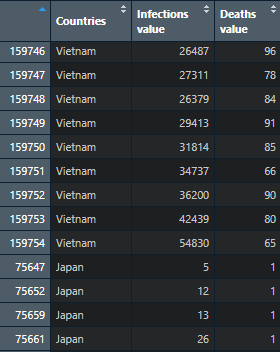 Countries Infections value Deaths value
159746 Vietnam 26487 96
159747 Vietnam 27311 78
159748 Vietnam 26379 84
159749 Vietnam 29413 91
159750 Vietnam 31814 85
159751 Vietnam 34737 66
159752 Vietnam 36200 90
159753 Vietnam 42439 80
159754 Vietnam 54830 65
75647 Japan 5 1
75652 Japan 12 1
75659 Japan 13 1
75661 Japan 26 1